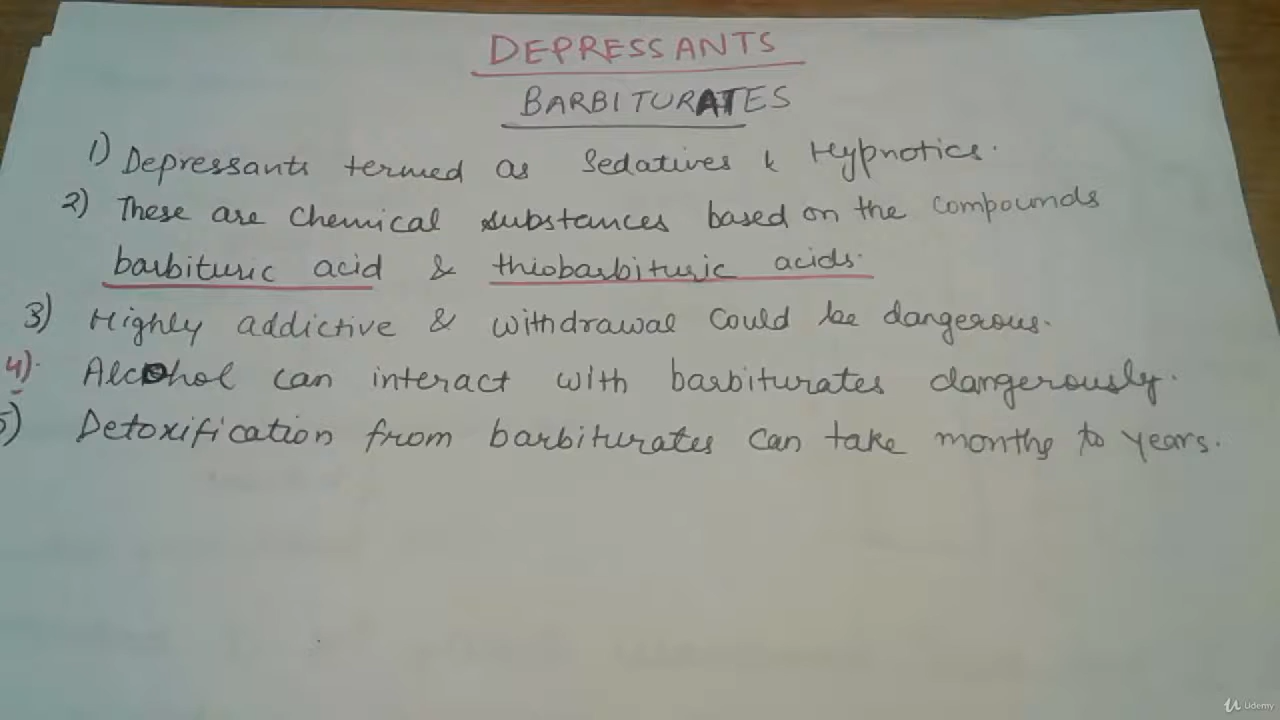 DEPRESSANTS
BARBITURATES
1) Depressants termed as Sedatives & Hypnotics.
2) These are chemical substances based on the compounds
barbituric acid & thiobarbituric acids.
3) Highly addictive & withdrawal could be dangerous.
4). Alcohol can interact with barbiturates dangerously.
5) Detoxification from barbiturates can take months to years.
Udemy